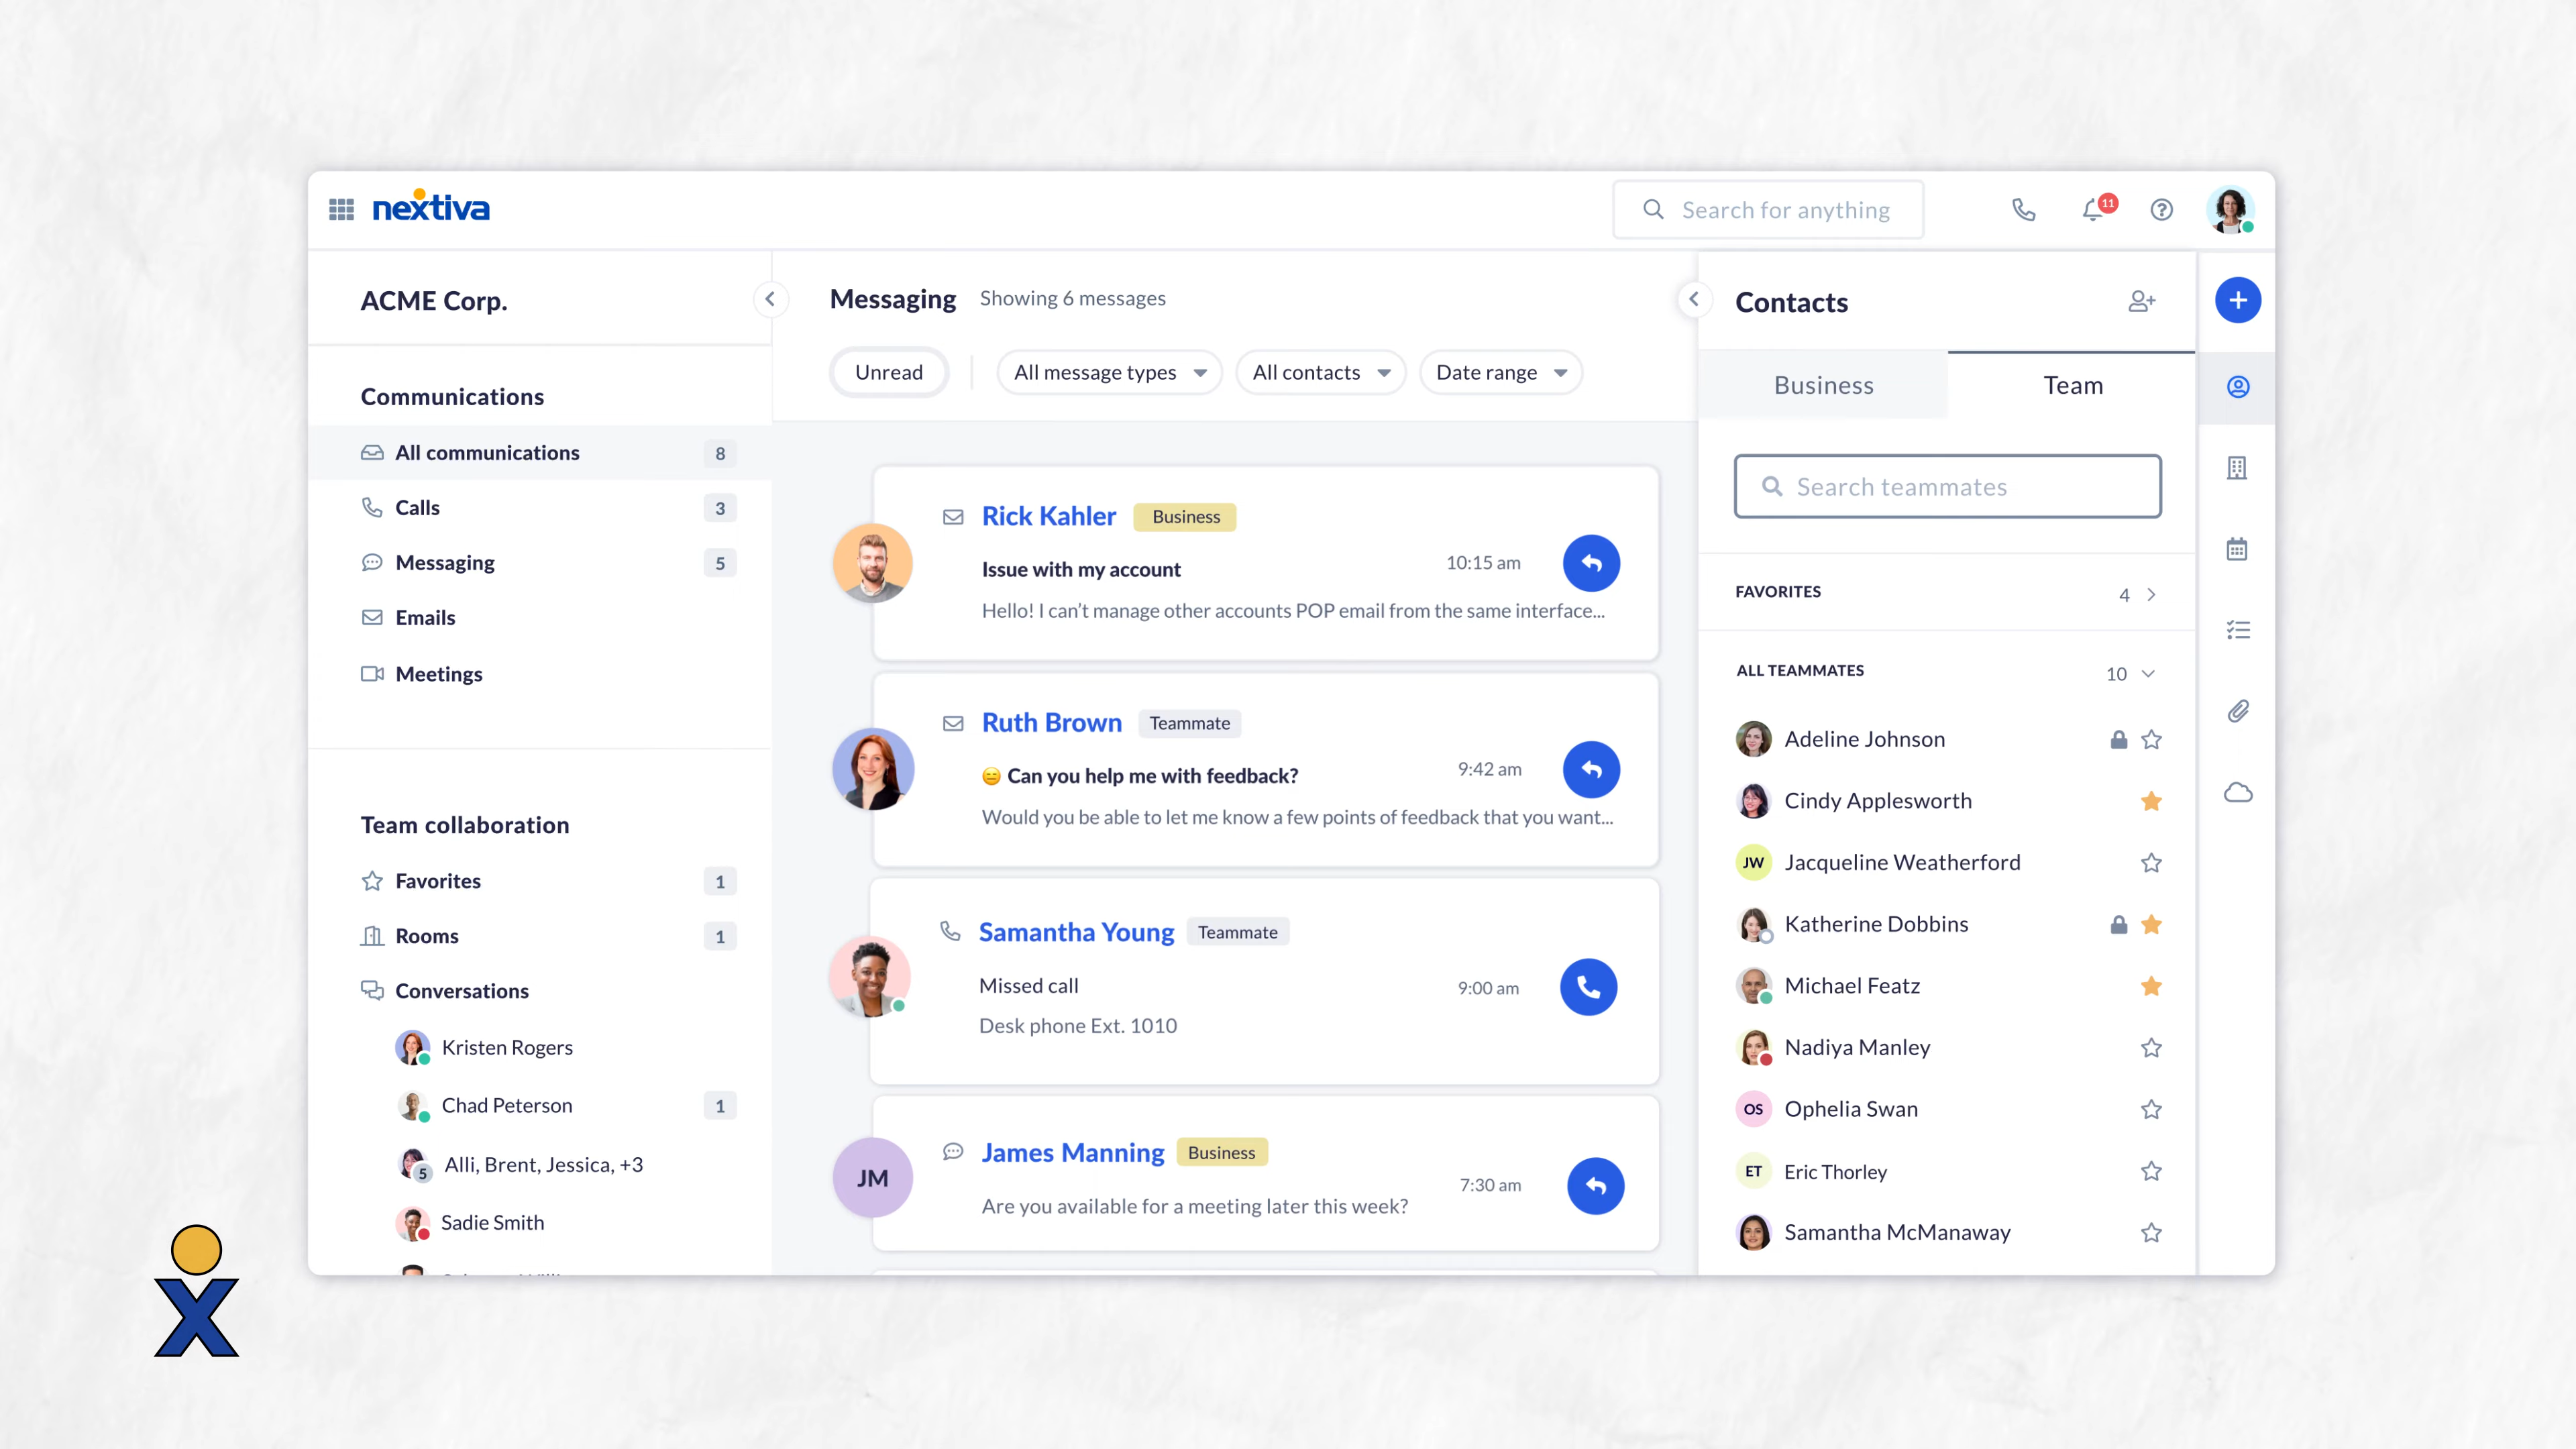 nextiva
Search for anything
11
ACME Corp.
Communications
All communications 8
Calls 3
Messaging 5
Emails
Meetings
Team collaboration
Favorites 1
Rooms 1
Conversations
Kristen Rogers
Chad Peterson 1
5 Alli, Brent, Jessica, +3
Sadie Smith
Messaging Showing 6 messages
Unread All message types All contacts Date range
Rick Kahler Business
Issue with my account 10:15 am
Hello! I can't manage other accounts POP email from the same interface...
Ruth Brown Teammate
😑 Can you help me with feedback? 9:42 am
Would you be able to let me know a few points of feedback that you want...
Samantha Young Teammate
Missed call 9:00 am
Desk phone Ext. 1010
JM James Manning Business
7:30 am
Are you available for a meeting later this week?
Contacts
Business Team
Search teammates
FAVORITES 4
ALL TEAMMATES 10
Adeline Johnson
Cindy Applesworth
JW Jacqueline Weatherford
Katherine Dobbins
Michael Featz
Nadiya Manley
OS Ophelia Swan
ET Eric Thorley
Samantha McManaway